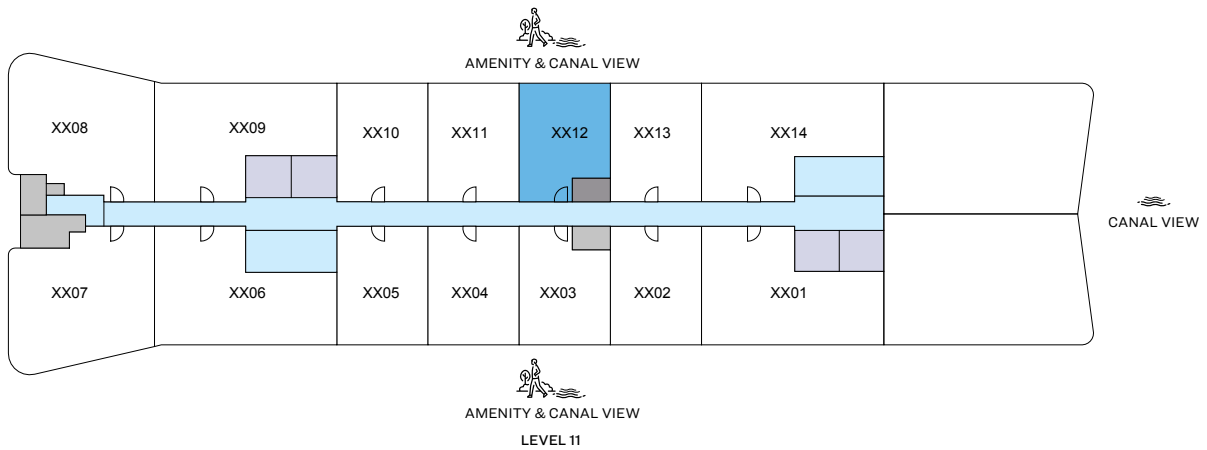 AMENITY & CANAL VIEW
XX08
XX09
XX10
XX11
XX12
XX13
XX14
CANAL VIEW
XX07
XX06
XX05
XX04
XX03
XX02
XX01
AMENITY & CANAL VIEW
LEVEL 11